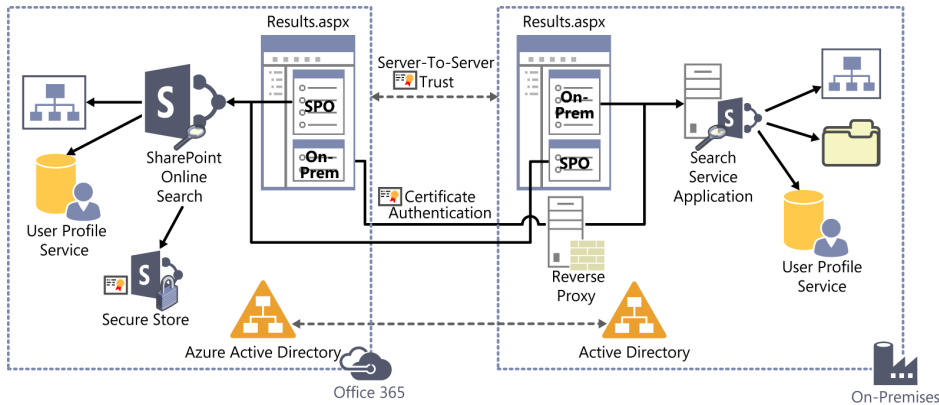 Results.aspx
Results.aspx
Server-To-Server
Trust
SPO
On-
Prem
On-
Prem
SPO
S
SharePoint
Online
Search
S
Search
Service
Application
Certificate
Authentication
User Profile
Service
S
Secure Store
Reverse
Proxy
User Profile
Service
Azure Active Directory
Active Directory
Office 365
On-Premises